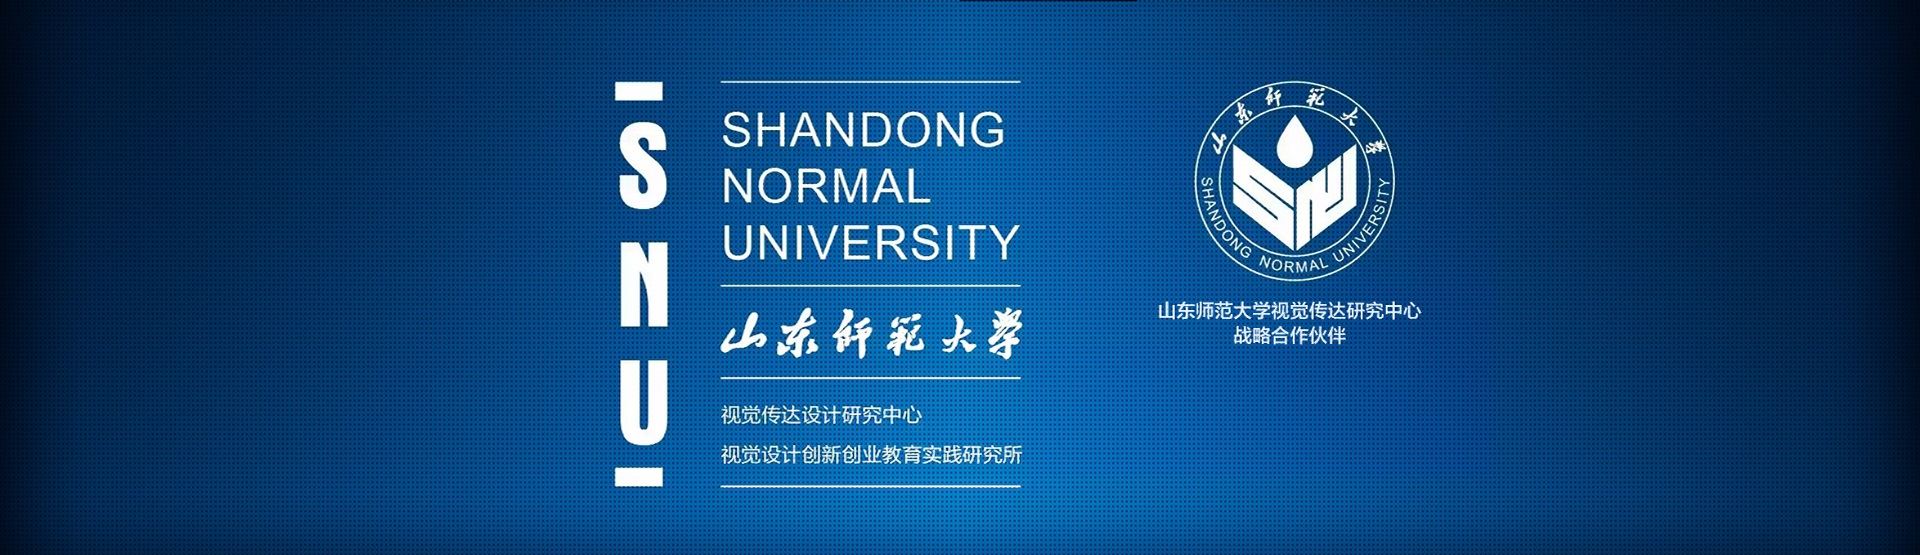 SNU
SHANDONG
NORMAL
UNIVERSITY
山东师范大学
视觉传达设计研究中心
视觉设计创新创业教育实践研究所
山东师范大学
SNU
SHANDONG NORMAL UNIVERSITY
山东师范大学视觉传达研究中心
战略合作伙伴